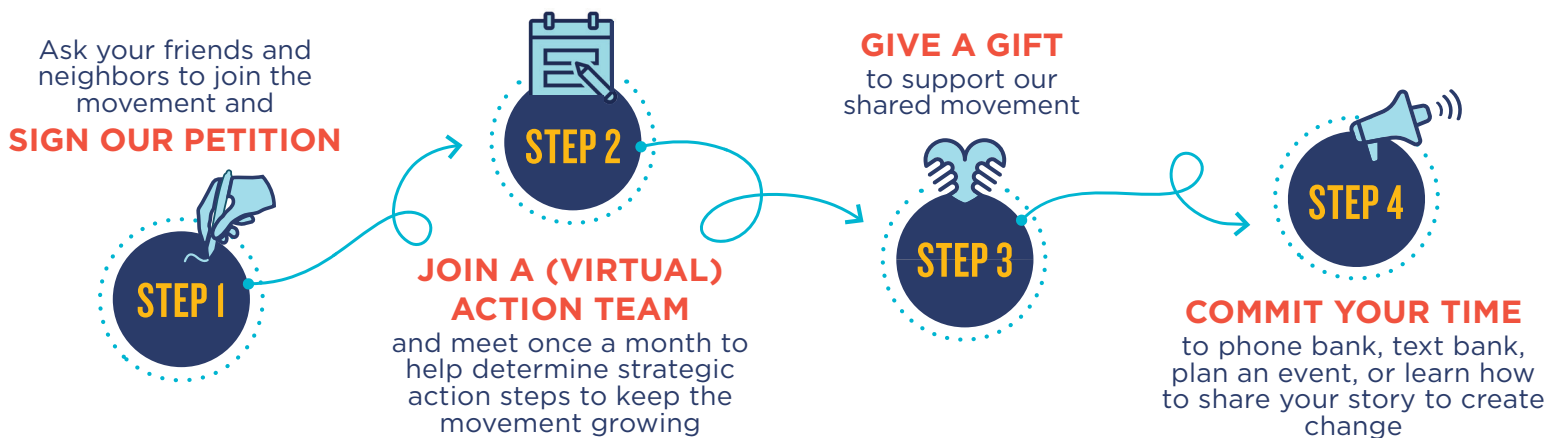 Ask your friends and
neighbors to join the
movement and
SIGN OUR PETITION
STEP 1
STEP 2
JOIN A (VIRTUAL)
ACTION TEAM
and meet once a month to
help determine strategic
action steps to keep the
movement growing
GIVE A GIFT
to support our
shared movement
STEP 3
STEP 4
COMMIT YOUR TIME
to phone bank, text bank,
plan an event, or learn how
to share your story to create
change